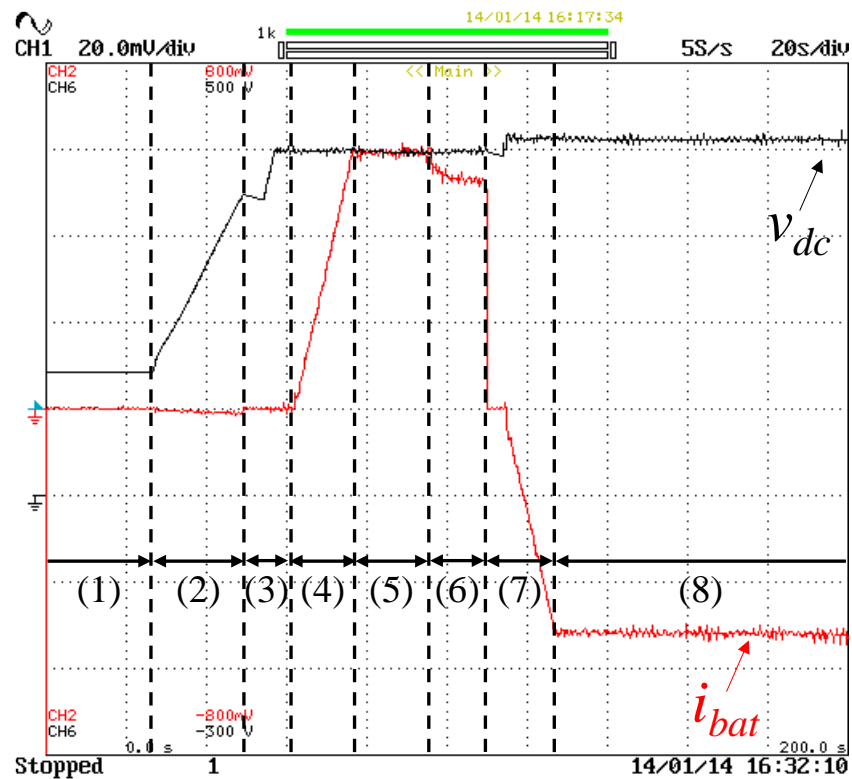 14/01/14 16:17:34
1k
CH1 20.0mV/div 5S/s 20s/div
CH2 800mV << Main >>
CH6 500 V
v_dc
(1) (2) (3) (4) (5) (6) (7) (8)
i_bat
CH2 -800mV
CH6 -300 V
0.0 s 200.0 s
Stopped 1 14/01/14 16:32:10